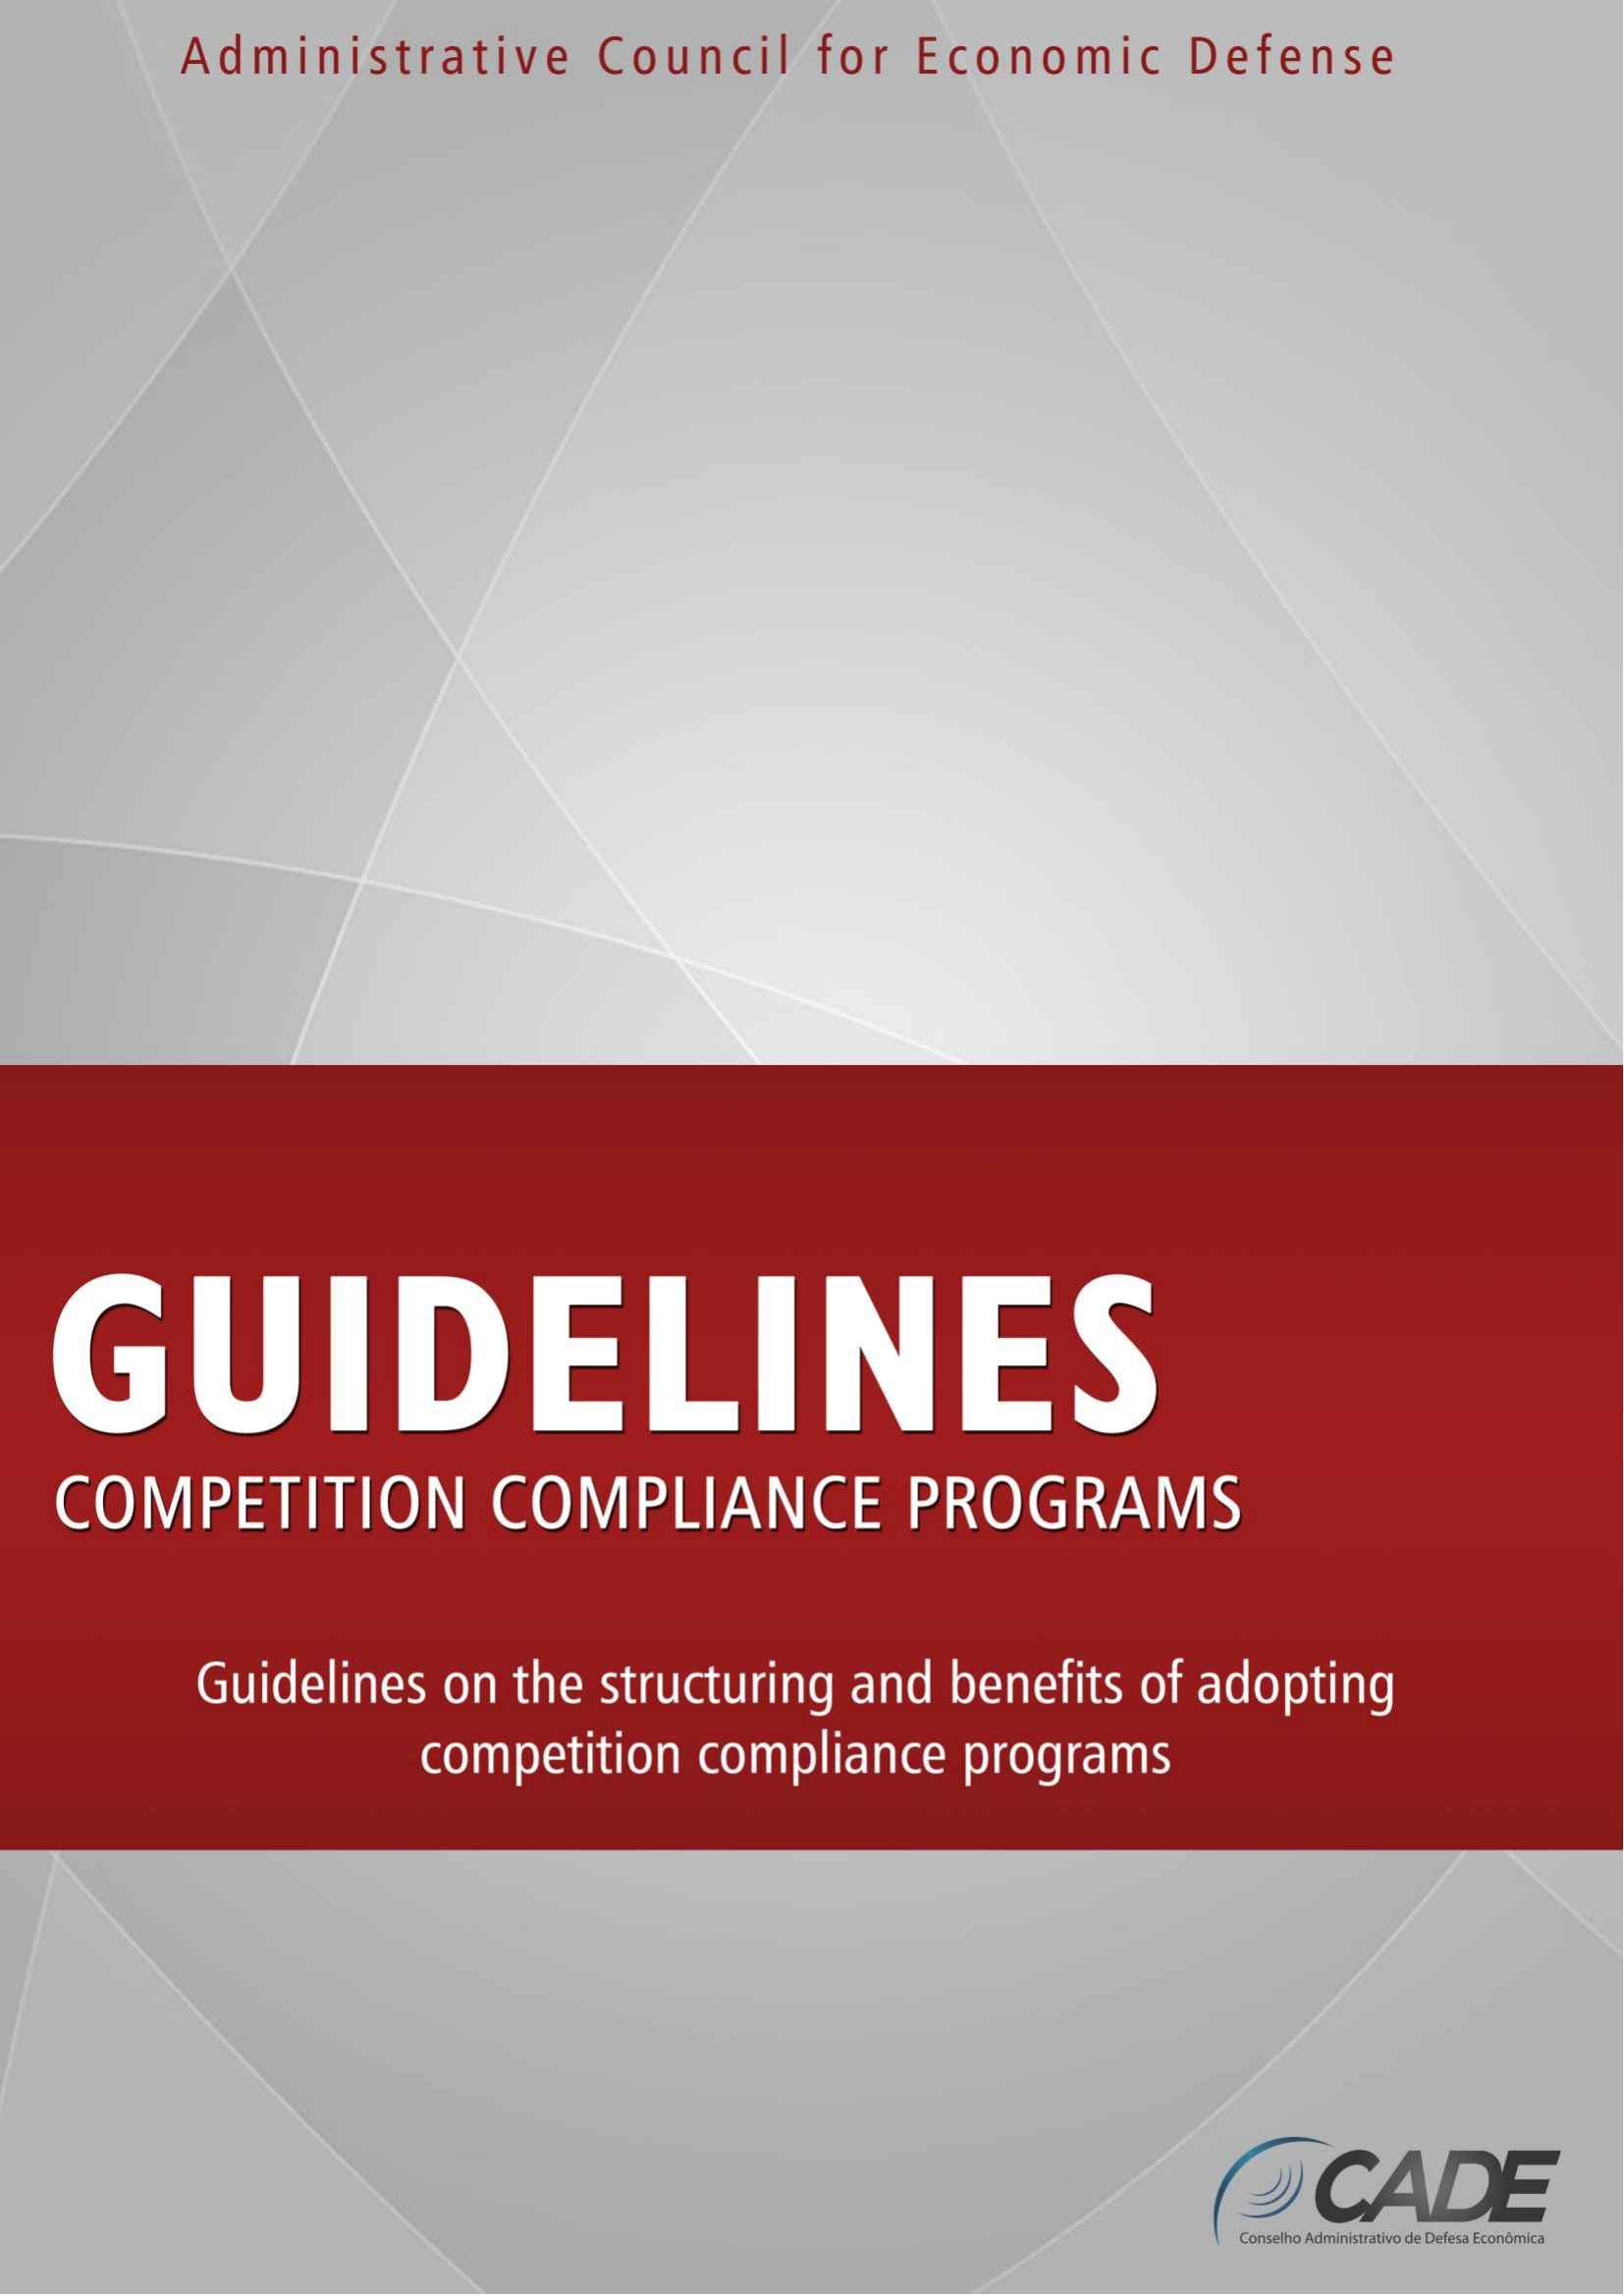 Administrative Council for Economic Defense
GUIDELINES
COMPETITION COMPLIANCE PROGRAMS
Guidelines on the structuring and benefits of adopting
competition compliance programs
CADE
Conselho Administrativo de Defesa Econômica